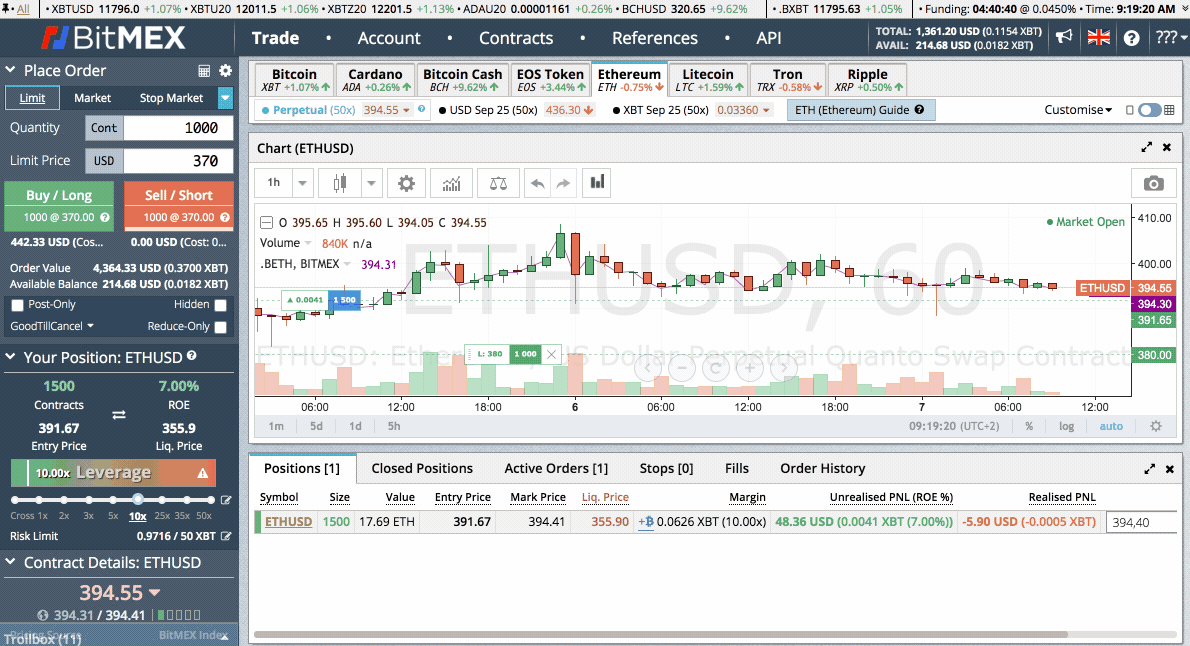 All • XBTUSD 11796.0 +1.07% • XBTU20 12011.5 +1.06% • XBTZ20 12201.5 +1.13% • ADAU20 0.00001161 +0.26% • BCHUSD 320.65 +9.62% • .BXBT 11795.63 +1.05% • Funding: 04:40:40 @ 0.0450% • Time: 9:19:20 AM
BitMEX Trade • Account • Contracts • References • API
TOTAL: 1,361.20 USD (0.1154 XBT)
AVAIL: 214.68 USD (0.0182 XBT)
???
Place Order
Limit Market Stop Market
Quantity Cont 1000
Limit Price USD 370
Buy / Long Sell / Short
1000 @ 370.00 1000 @ 370.00
442.33 USD (Cos... 0.00 USD (Cost: 0...
Order Value 4,364.33 USD (0.3700 XBT)
Available Balance 214.68 USD (0.0182 XBT)
Post-Only Hidden
GoodTillCancel Reduce-Only
Your Position: ETHUSD
1500 7.00%
Contracts ROE
391.67 355.9
Entry Price Liq. Price
10.00x Leverage
Cross 1x 2x 3x 5x 10x 25x 35x 50x
Risk Limit 0.9716 / 50 XBT
Contract Details: ETHUSD
394.55
394.31 / 394.41
Pricing Source BitMEX Index
Trollbox (11)
Bitcoin Cardano Bitcoin Cash EOS Token Ethereum Litecoin Tron Ripple
XBT +1.07% ADA +0.26% BCH +9.62% EOS +3.44% ETH -0.75% LTC +1.59% TRX -0.58% XRP +0.50%
Perpetual (50x) 394.55 USD Sep 25 (50x) 436.30 XBT Sep 25 (50x) 0.03360 ETH (Ethereum) Guide Customise
Chart (ETHUSD)
1h
O 395.65 H 395.60 L 394.05 C 394.55
Volume 840K n/a
.BETH, BITMEX 394.31
Market Open
ETHUSD, 60
ETHUSD: Ethereum / US Dollar Perpetual Quanto Swap Contract
0.0041 1 500
L: 380 1 000
410.00
400.00
ETHUSD 394.55
394.30
391.65
380.00
06:00 12:00 18:00 6 06:00 12:00 18:00 7 06:00 12:00
1m 5d 1d 5h 09:19:20 (UTC+2) % log auto
Positions [1] Closed Positions Active Orders [1] Stops [0] Fills Order History
Symbol Size Value Entry Price Mark Price Liq. Price Margin Unrealised PNL (ROE %) Realised PNL
ETHUSD 1500 17.69 ETH 391.67 394.41 355.90 0.0626 XBT (10.00x) 48.36 USD (0.0041 XBT (7.00%)) -5.90 USD (-0.0005 XBT) 394,40